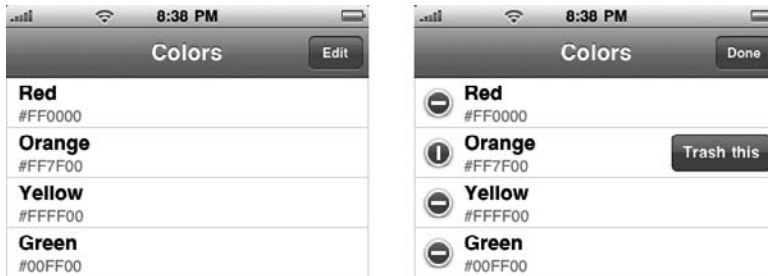 8:38 PM
Colors
Edit
Red
#FF0000
Orange
#FF7F00
Yellow
#FFFF00
Green
#00FF00
8:38 PM
Colors
Done
Red
#FF0000
Orange
#FF7F00
Trash this
Yellow
#FFFF00
Green
#00FF00